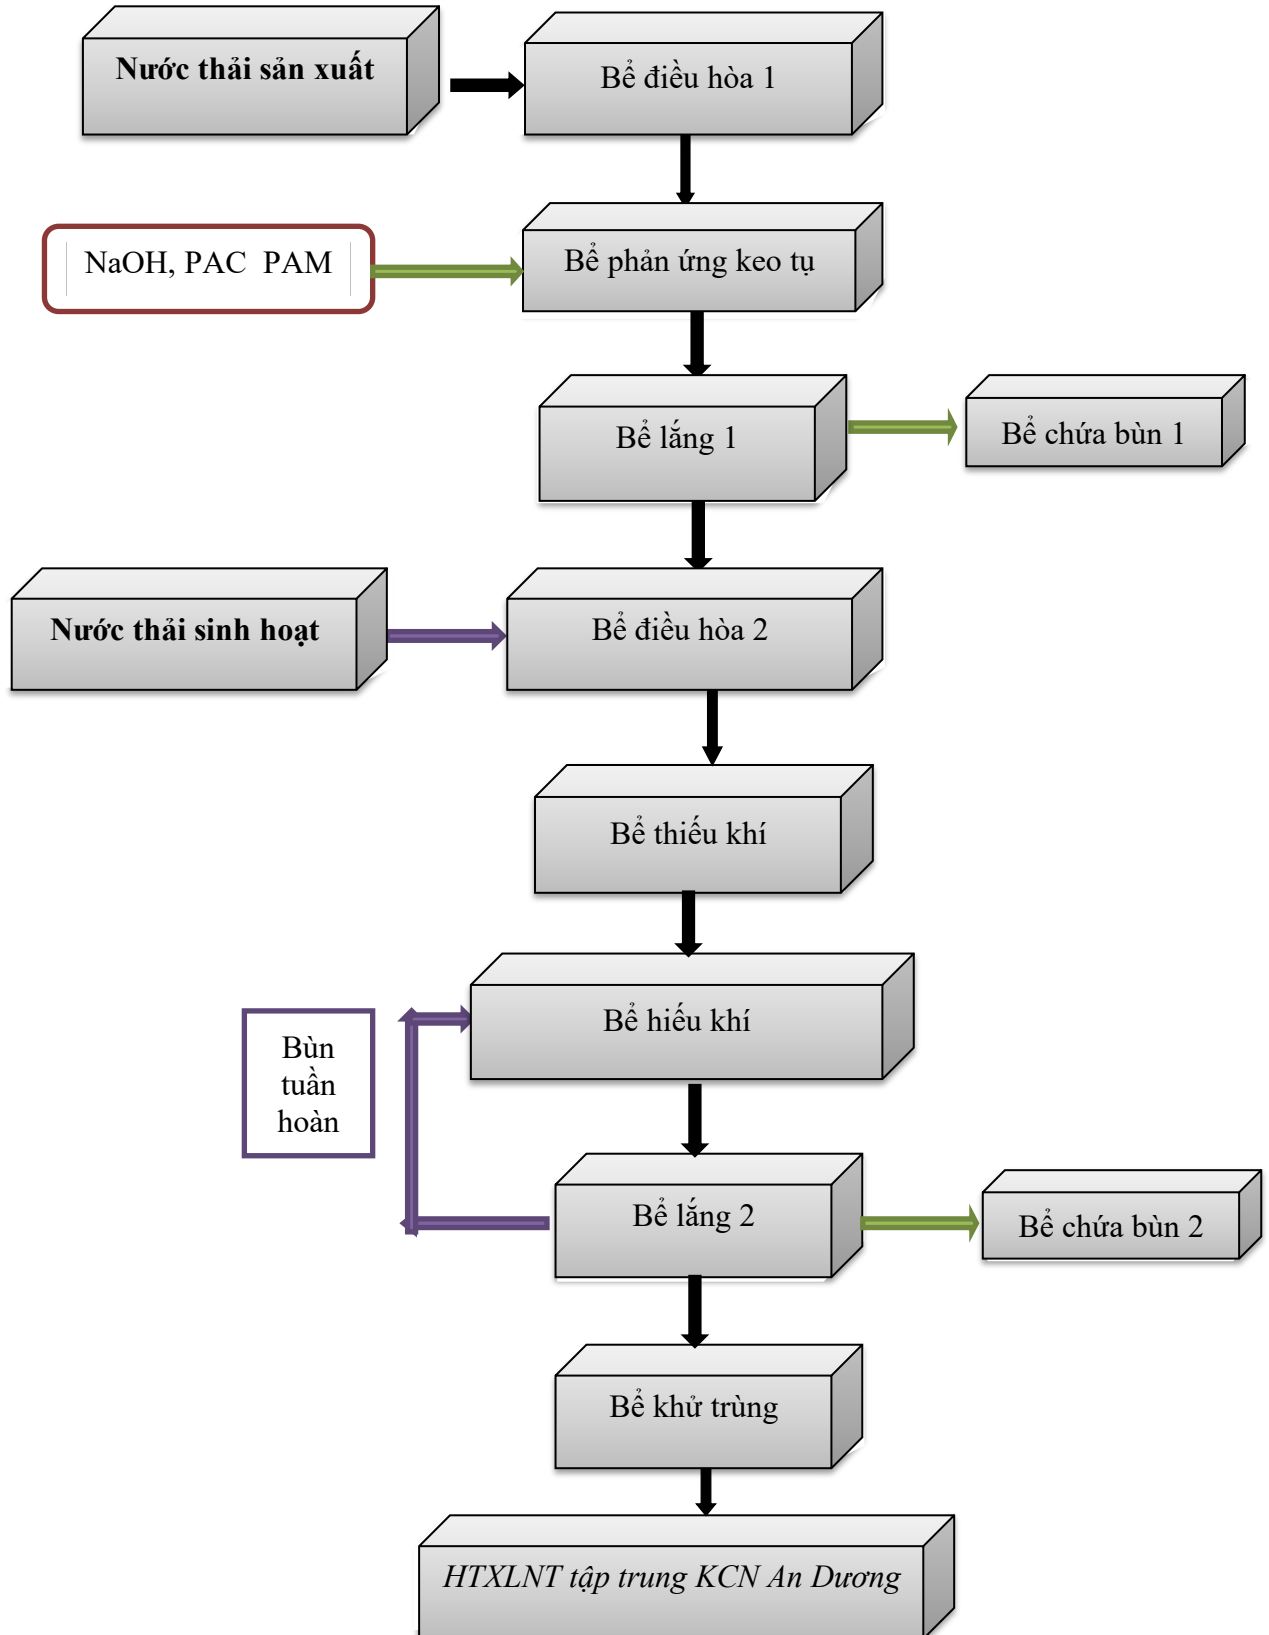 Nước thải sản xuất
Bể điều hòa 1
NaOH, PAC  PAM
Bể phản ứng keo tụ
Bể lắng 1
Bể chứa bùn 1
Nước thải sinh hoạt
Bể điều hòa 2
Bể thiếu khí
Bể hiếu khí
Bùn
tuần
hoàn
Bể lắng 2
Bể chứa bùn 2
Bể khử trùng
HTXLNT tập trung KCN An Dương